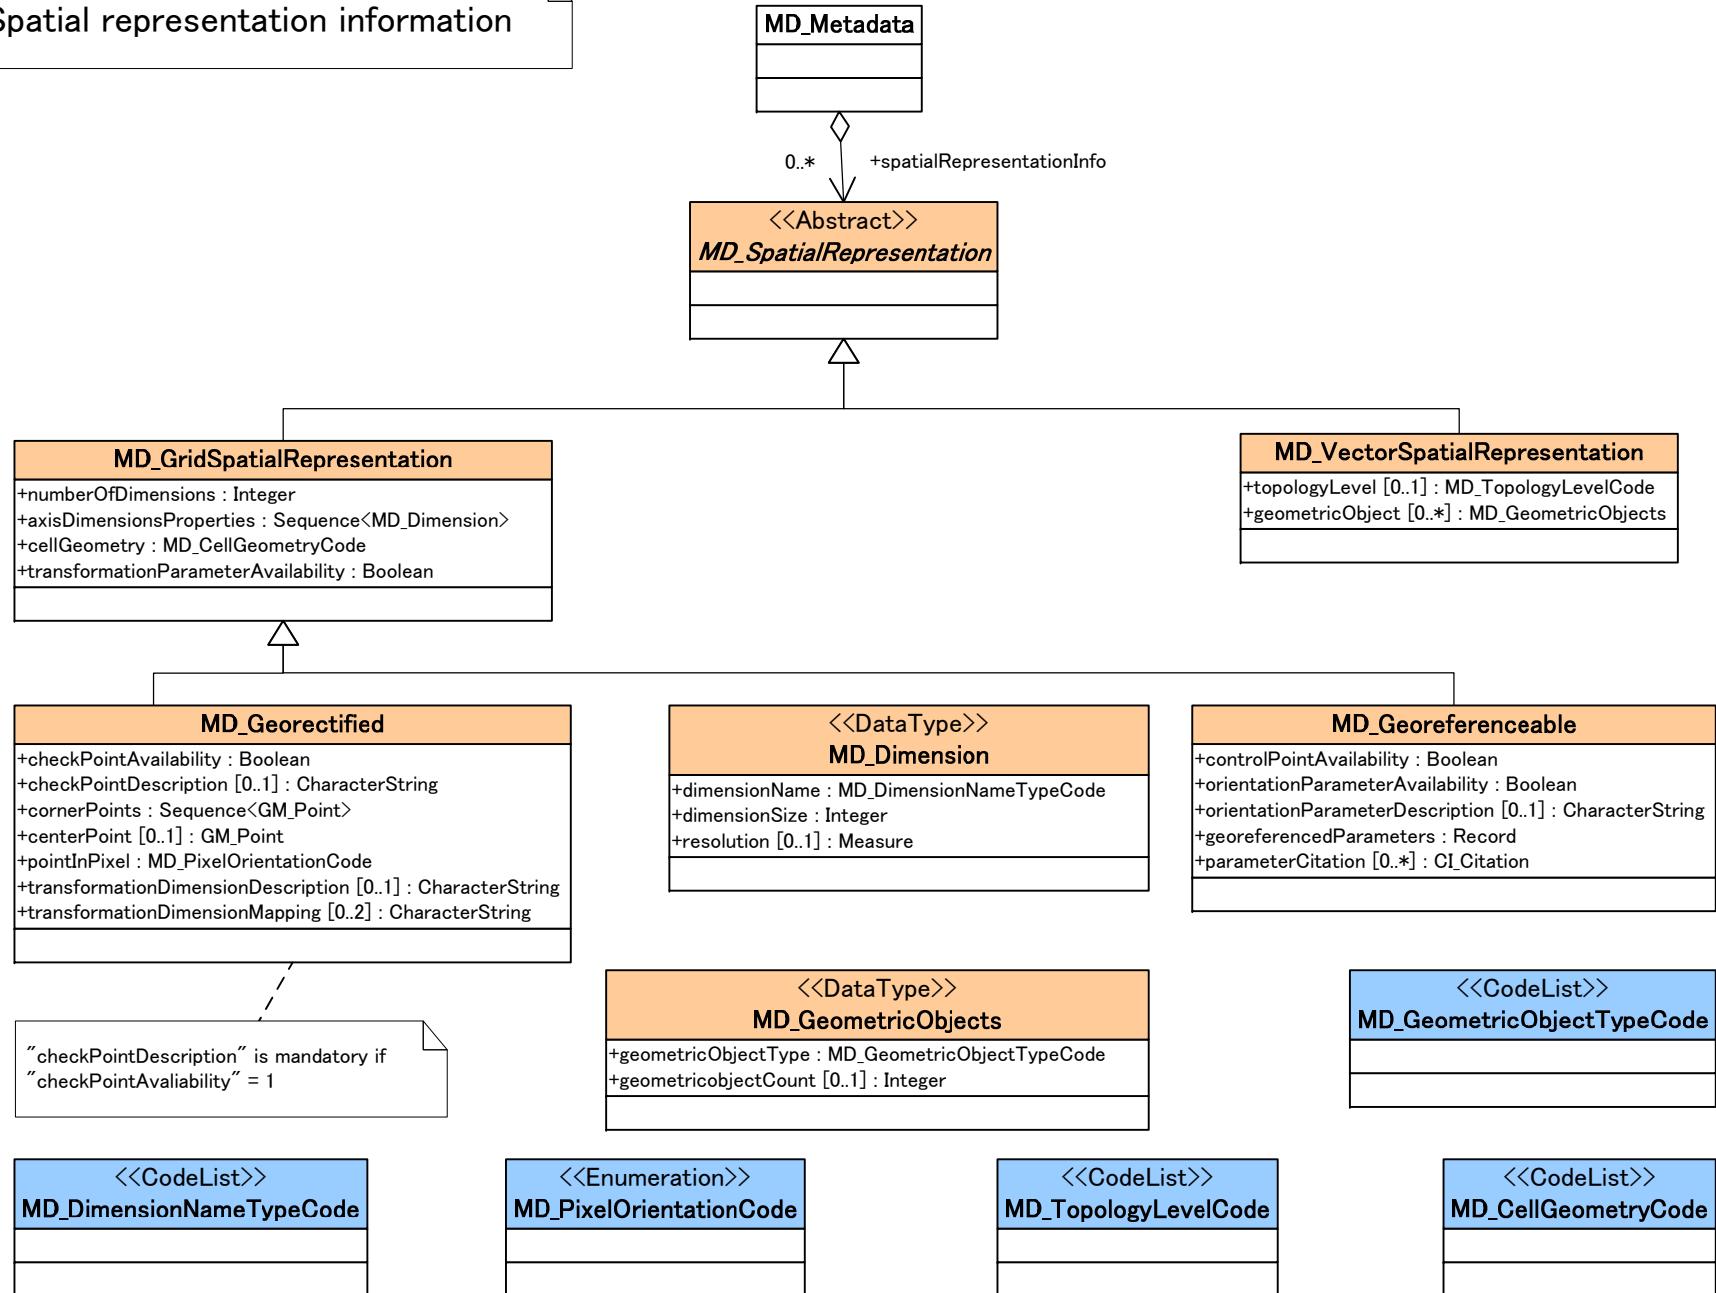 Spatial representation information
MD_Metadata
0..*
+spatialRepresentationInfo
<<Abstract>>
MD_SpatialRepresentation
MD_GridSpatialRepresentation
+numberOfDimensions : Integer
+axisDimensionsProperties : Sequence<MD_Dimension>
+cellGeometry : MD_CellGeometryCode
+transformationParameterAvailability : Boolean
MD_VectorSpatialRepresentation
+topologyLevel [0..1] : MD_TopologyLevelCode
+geometricObject [0..*] : MD_GeometricObjects
MD_Georectified
+checkPointAvailability : Boolean
+checkPointDescription [0..1] : CharacterString
+cornerPoints : Sequence<GM_Point>
+centerPoint [0..1] : GM_Point
+pointInPixel : MD_PixelOrientationCode
+transformationDimensionDescription [0..1] : CharacterString
+transformationDimensionMapping [0..2] : CharacterString
<<DataType>>
MD_Dimension
+dimensionName : MD_DimensionNameTypeCode
+dimensionSize : Integer
+resolution [0..1] : Measure
MD_Georeferenceable
+controlPointAvailability : Boolean
+orientationParameterAvailability : Boolean
+orientationParameterDescription [0..1] : CharacterString
+georeferencedParameters : Record
+parameterCitation [0..*] : CI_Citation
"checkPointDescription" is mandatory if
"checkPointAvaliability" = 1
<<DataType>>
MD_GeometricObjects
+geometricObjectType : MD_GeometricObjectTypeCode
+geometricobjectCount [0..1] : Integer
<<CodeList>>
MD_GeometricObjectTypeCode
<<CodeList>>
MD_DimensionNameTypeCode
<<Enumeration>>
MD_PixelOrientationCode
<<CodeList>>
MD_TopologyLevelCode
<<CodeList>>
MD_CellGeometryCode